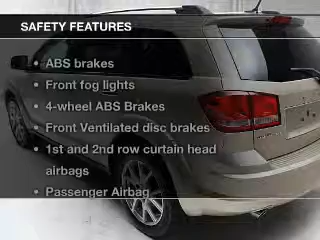 SAFETY FEATURES
• ABS brakes
• Front fog lights
• 4-wheel ABS Brakes
• Front Ventilated disc brakes
• 1st and 2nd row curtain head
airbags
• Passenger Airbag